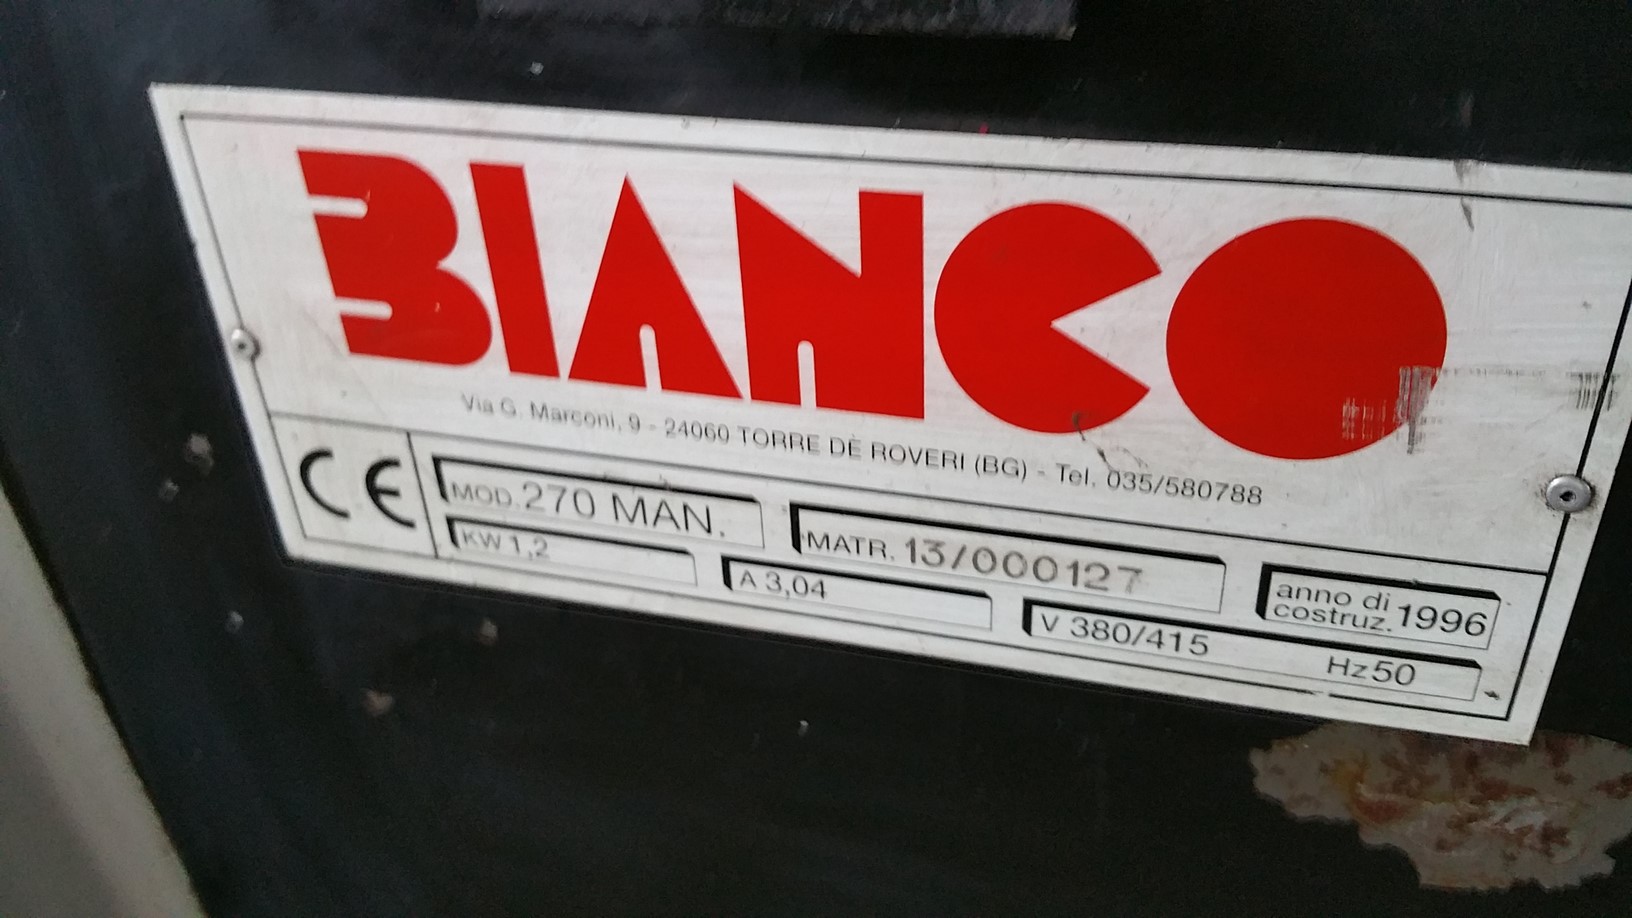 BIANCO
Via G. Marconi, 9 - 24060 TORRE DÈ ROVERI (BG) - Tel. 035/580788
CE MOD. 270 MAN. MATR. 13/000127 anno di costruz. 1996
KW 1,2 A 3,04 V 380/415 Hz 50